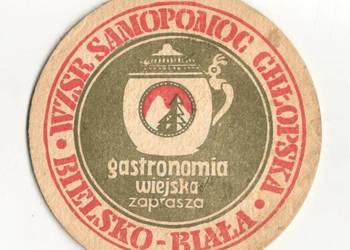 WZSR SAMOPOMOC CHŁOPSKA
gastronomia
wiejska
zaprasza
BIELSKO-BIAŁA